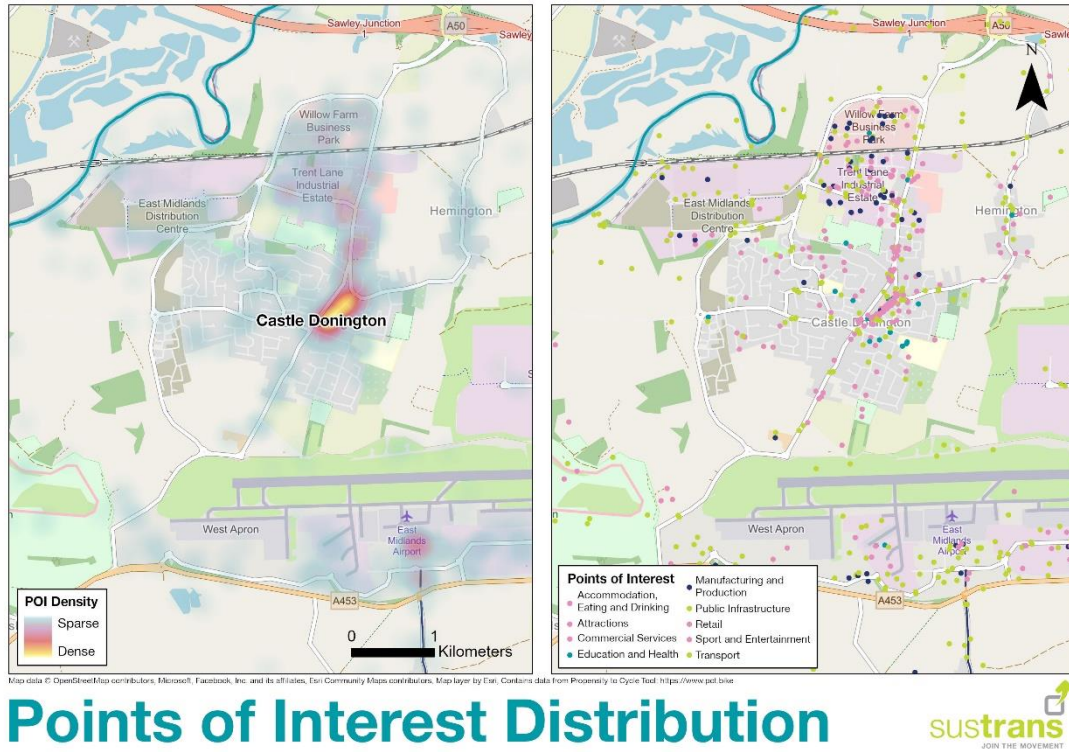 Sawley Junction
1
A50
Sawley
Willow Farm
Business
Park
Trent Lane
Industrial
Estate
East Midlands
Distribution
Centre
Hemington
Castle Donington
West Apron
East
Midlands
Airport
A453
POI Density
Sparse
Dense
0 1
Kilometers
Sawley Junction
1
A50
Sawley
N
Willow Farm
Business
Park
Trent Lane
Industrial
Estate
East Midlands
Distribution
Centre
Hemington
Castle Donington
West Apron
East
Midlands
Airport
A453
Points of Interest
Accommodation,
Eating and Drinking
Attractions
Commercial Services
Education and Health
Manufacturing and
Production
Public Infrastructure
Retail
Sport and Entertainment
Transport
Map data © OpenStreetMap contributors, Microsoft, Facebook, Inc. and its affiliates, Esri Community Maps contributors, Map layer by Esri, Contains data from Propensity to Cycle Tool: https://www.pct.bike
Points of Interest Distribution
sustrans
JOIN THE MOVEMENT